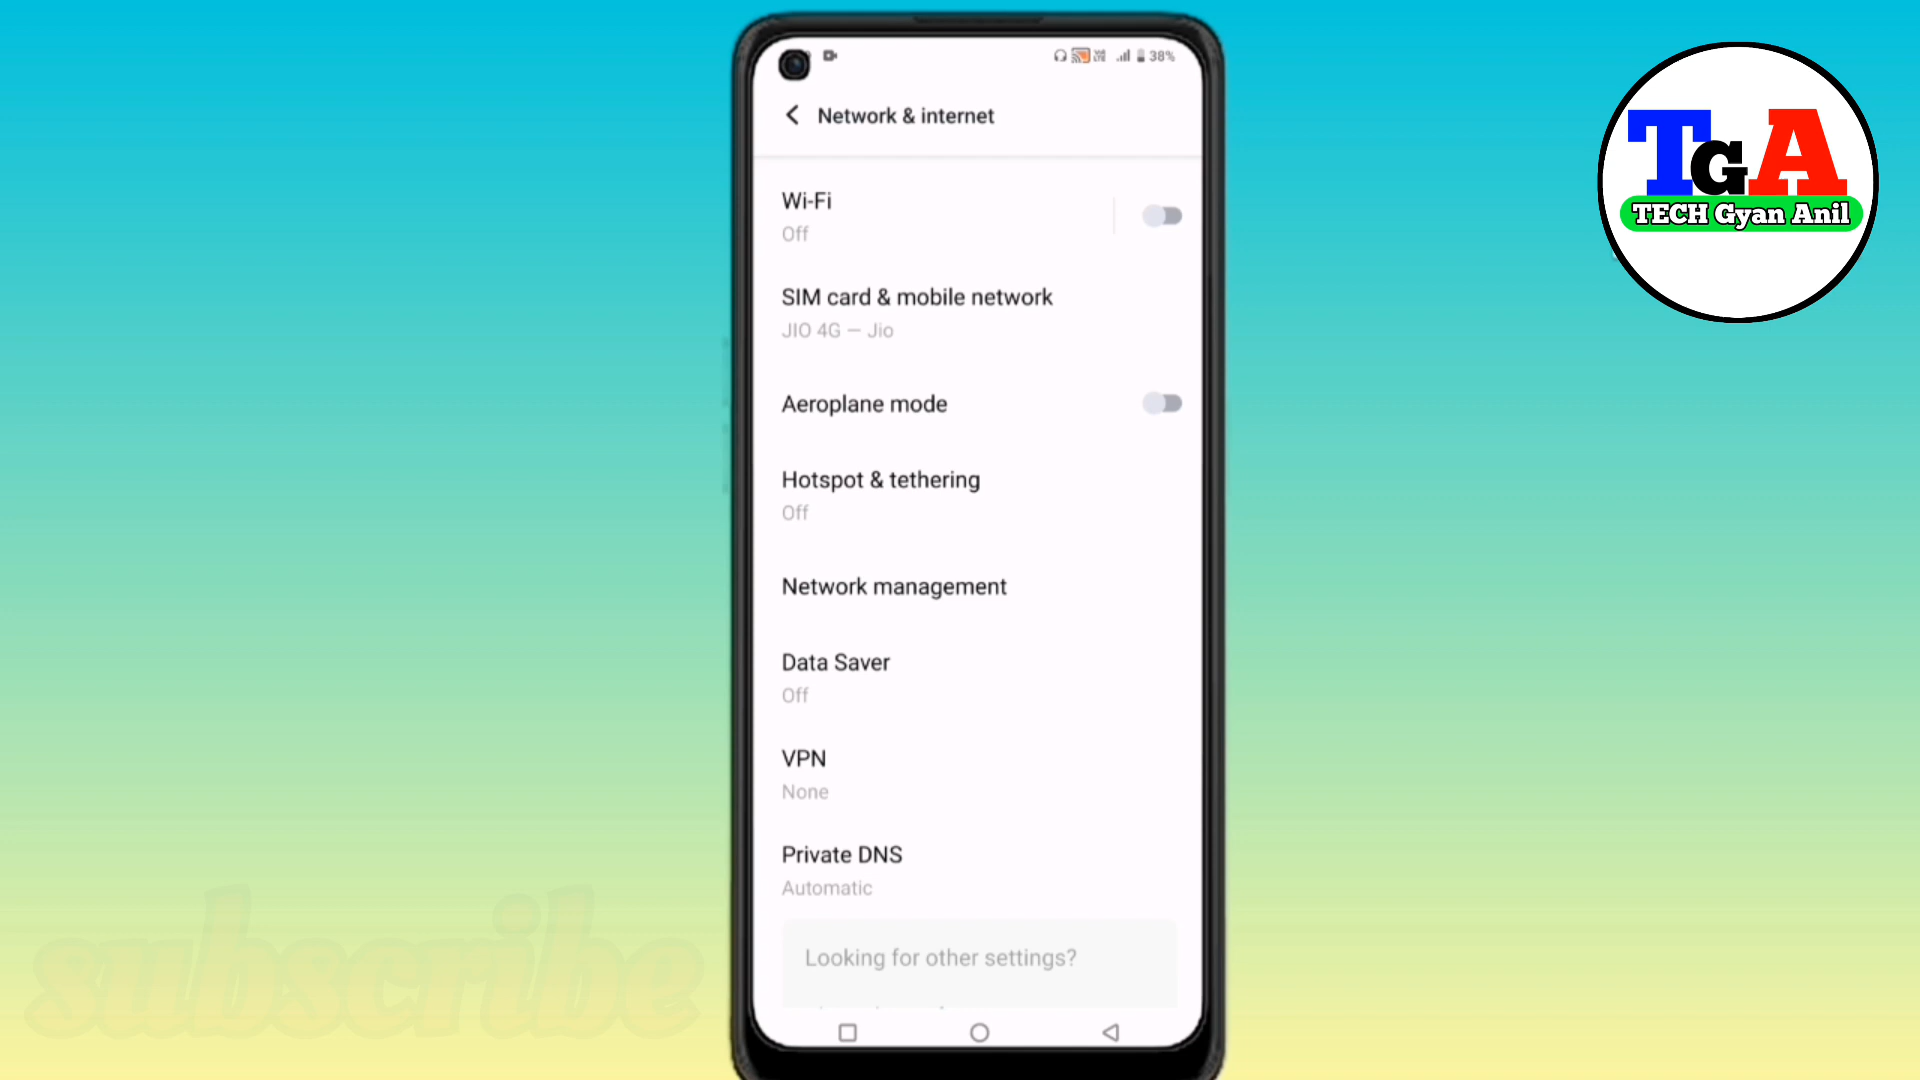 38%
Network & internet
Wi-Fi
Off
SIM card & mobile network
JIO 4G — Jio
Aeroplane mode
Hotspot & tethering
Off
Network management
Data Saver
Off
VPN
None
Private DNS
Automatic
Looking for other settings?
TGA
TECH Gyan Anil
subscribe